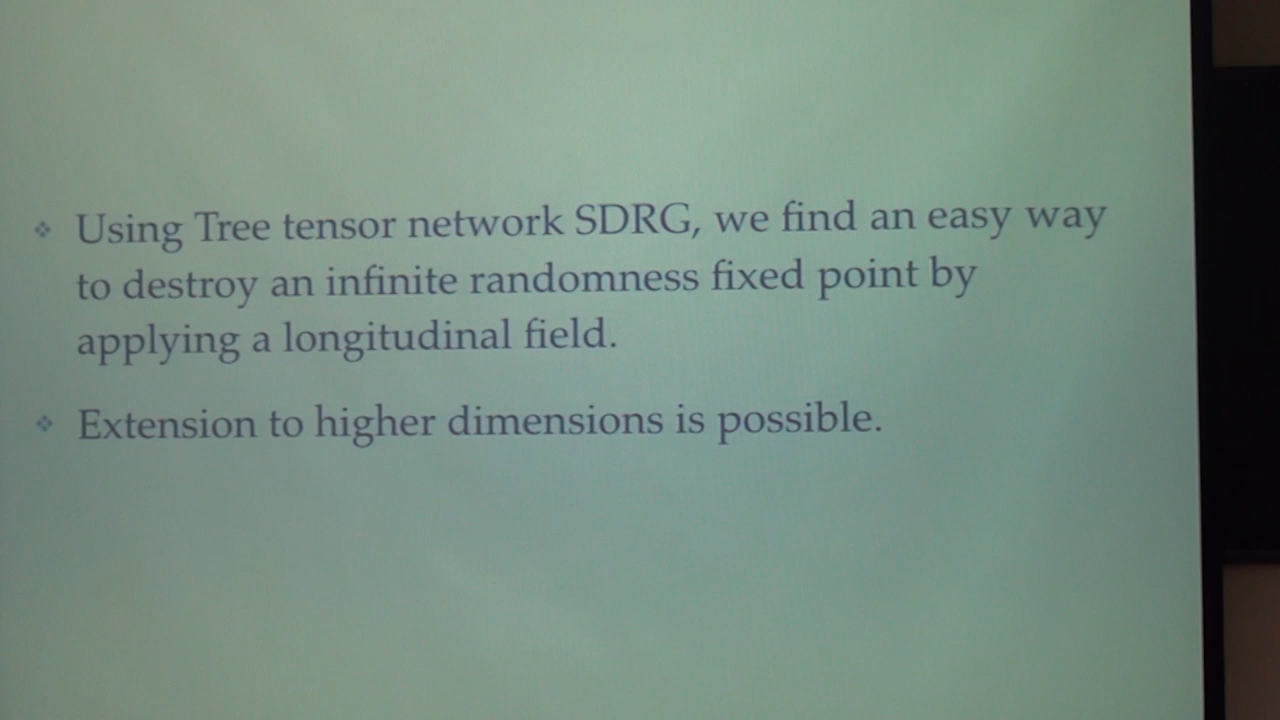 ❖ Using Tree tensor network SDRG, we find an easy way
to destroy an infinite randomness fixed point by
applying a longitudinal field.
❖ Extension to higher dimensions is possible.